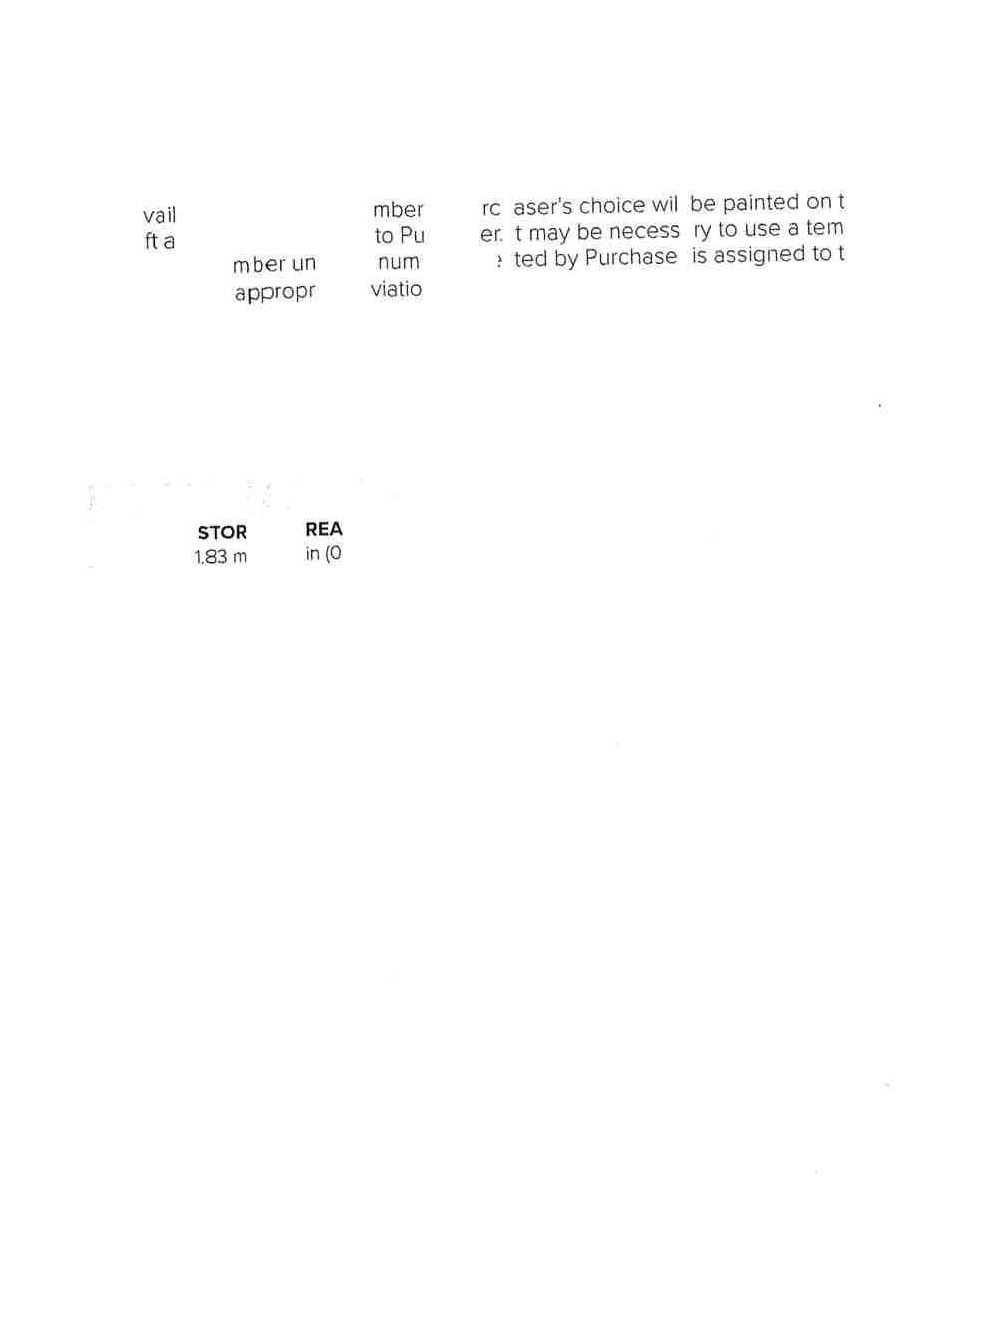 vail mber rc aser's choice wil be painted on t
ft a to Pu er. t may be necess ry to use a tem
mber un num ted by Purchase is assigned to t
appropr viatio
STOR REA
1.83 m in (0